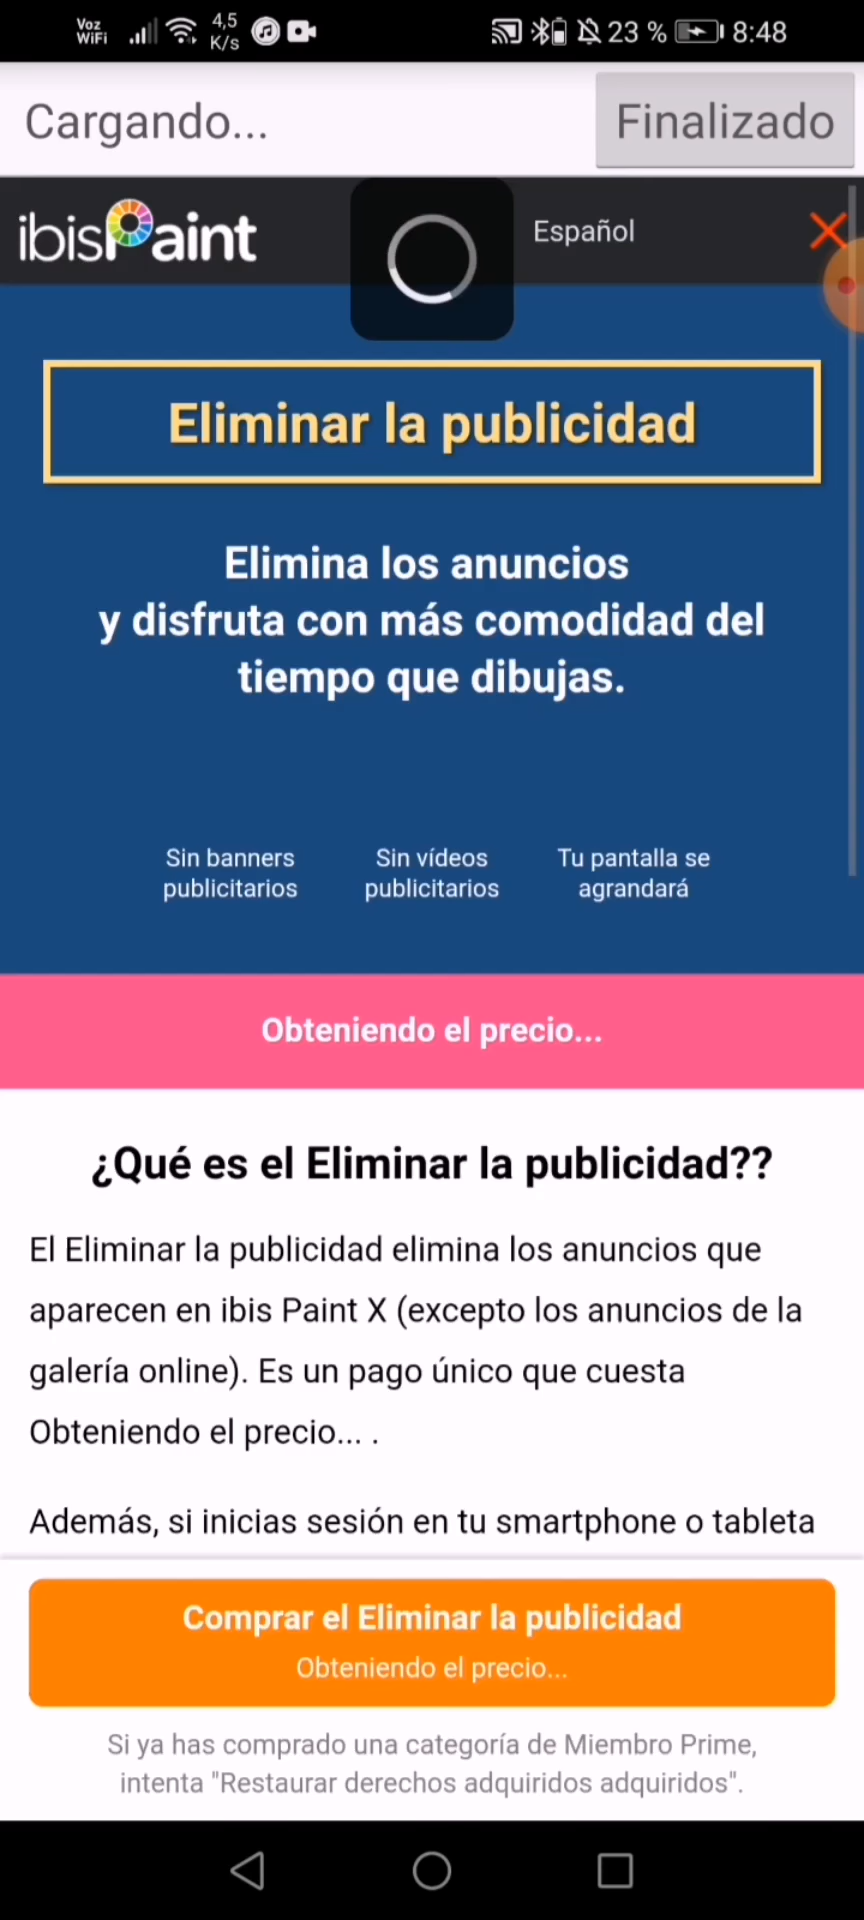 Voz
WiFi
4,5
K/s
23 %
8:48
Cargando...
Finalizado
ibisPaint
Español
Eliminar la publicidad
Elimina los anuncios
y disfruta con más comodidad del
tiempo que dibujas.
Sin banners
publicitarios
Sin vídeos
publicitarios
Tu pantalla se
agrandará
Obteniendo el precio...
¿Qué es el Eliminar la publicidad??
El Eliminar la publicidad elimina los anuncios que
aparecen en ibis Paint X (excepto los anuncios de la
galería online). Es un pago único que cuesta
Obteniendo el precio... .
Además, si inicias sesión en tu smartphone o tableta
Comprar el Eliminar la publicidad
Obteniendo el precio...
Si ya has comprado una categoría de Miembro Prime,
intenta "Restaurar derechos adquiridos adquiridos".